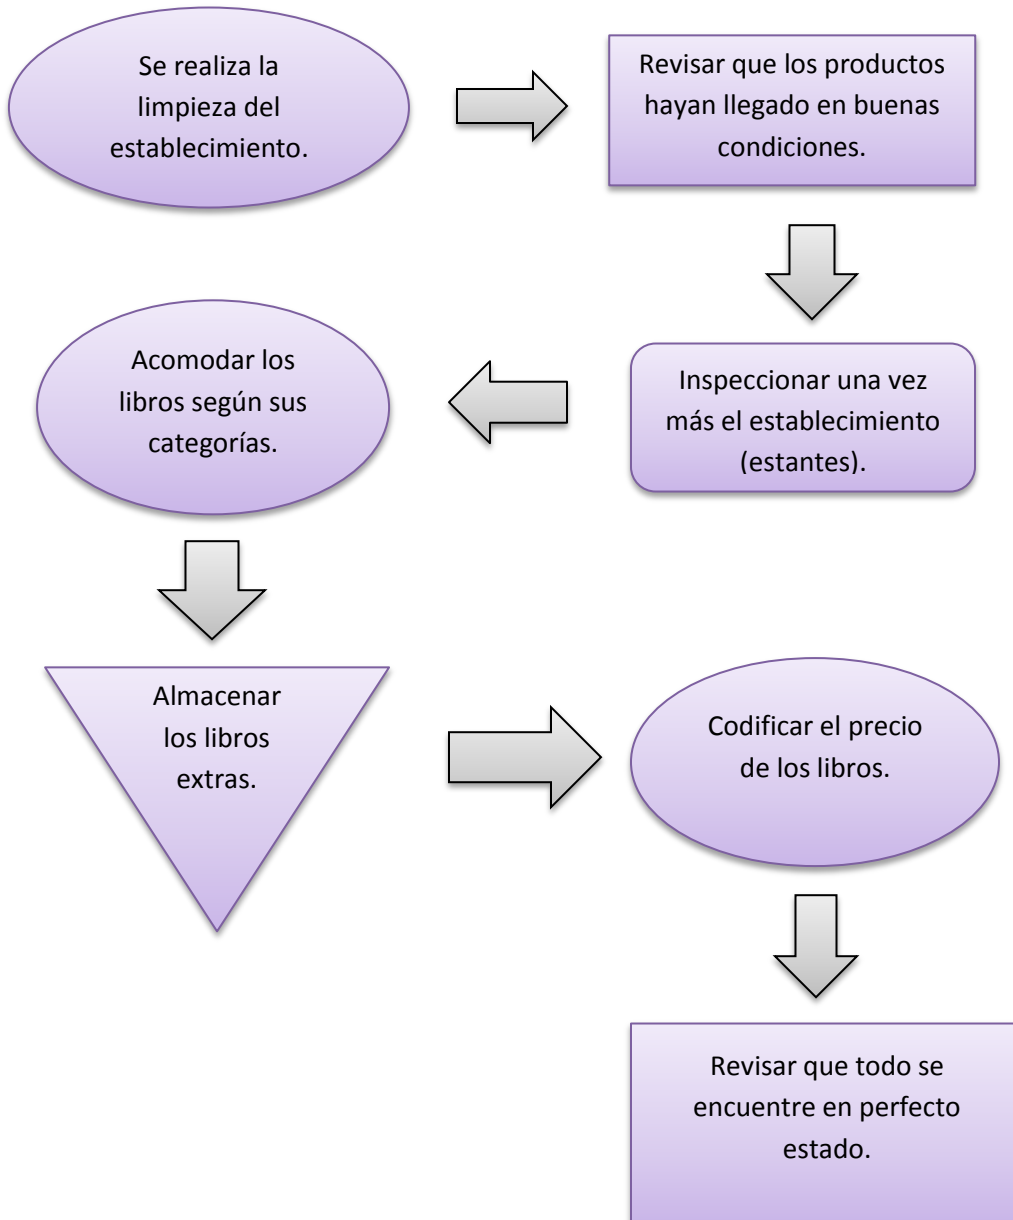 Se realiza la
limpieza del
establecimiento.
Revisar que los productos
hayan llegado en buenas
condiciones.
Inspeccionar una vez
más el establecimiento
(estantes).
Acomodar los
libros según sus
categorías.
Almacenar
los libros
extras.
Codificar el precio
de los libros.
Revisar que todo se
encuentre en perfecto
estado.